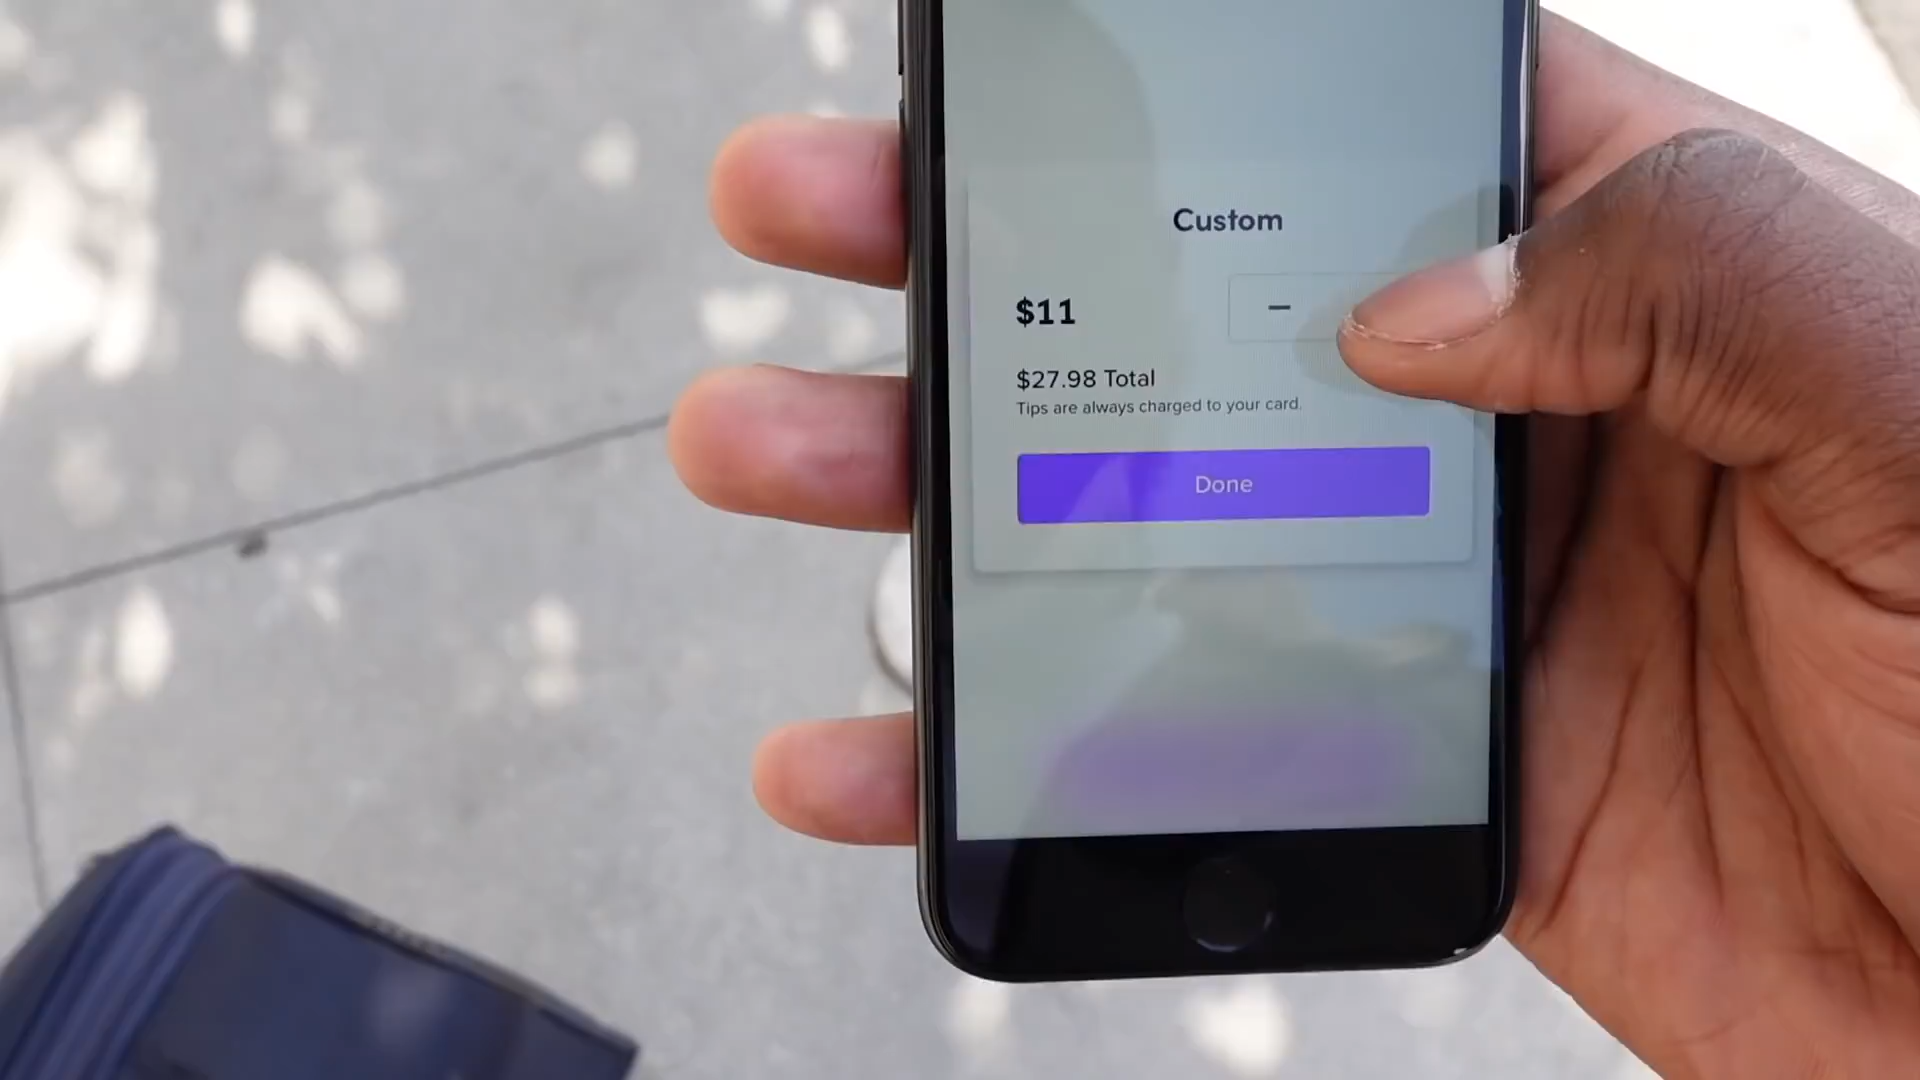 Custom
$11 −
$27.98 Total
Tips are always charged to your card.
Done